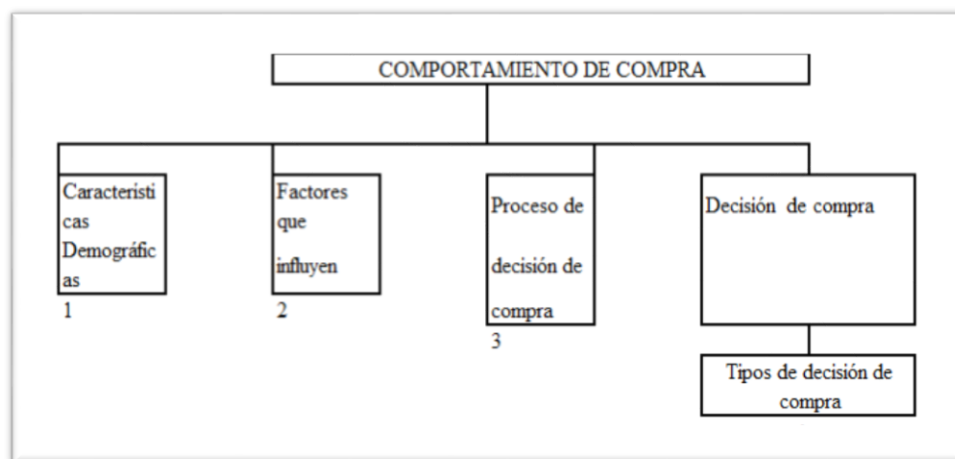 COMPORTAMIENTO DE COMPRA
Característi
cas
Demográfic
as
1
Factores
que
influyen
2
Proceso de
decisión de
compra
3
Decisión de compra
Tipos de decisión de
compra